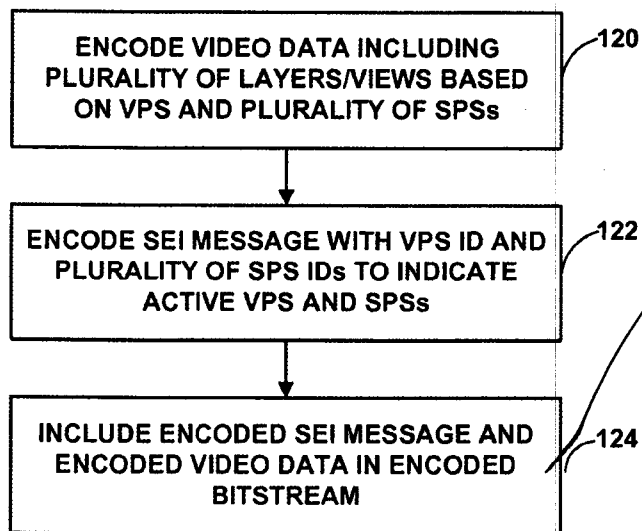 ENCODE VIDEO DATA INCLUDING
PLURALITY OF LAYERS/VIEWS BASED
ON VPS AND PLURALITY OF SPSs
120
ENCODE SEI MESSAGE WITH VPS ID AND
PLURALITY OF SPS IDs TO INDICATE
ACTIVE VPS AND SPSs
122
INCLUDE ENCODED SEI MESSAGE AND
ENCODED VIDEO DATA IN ENCODED
BITSTREAM
124